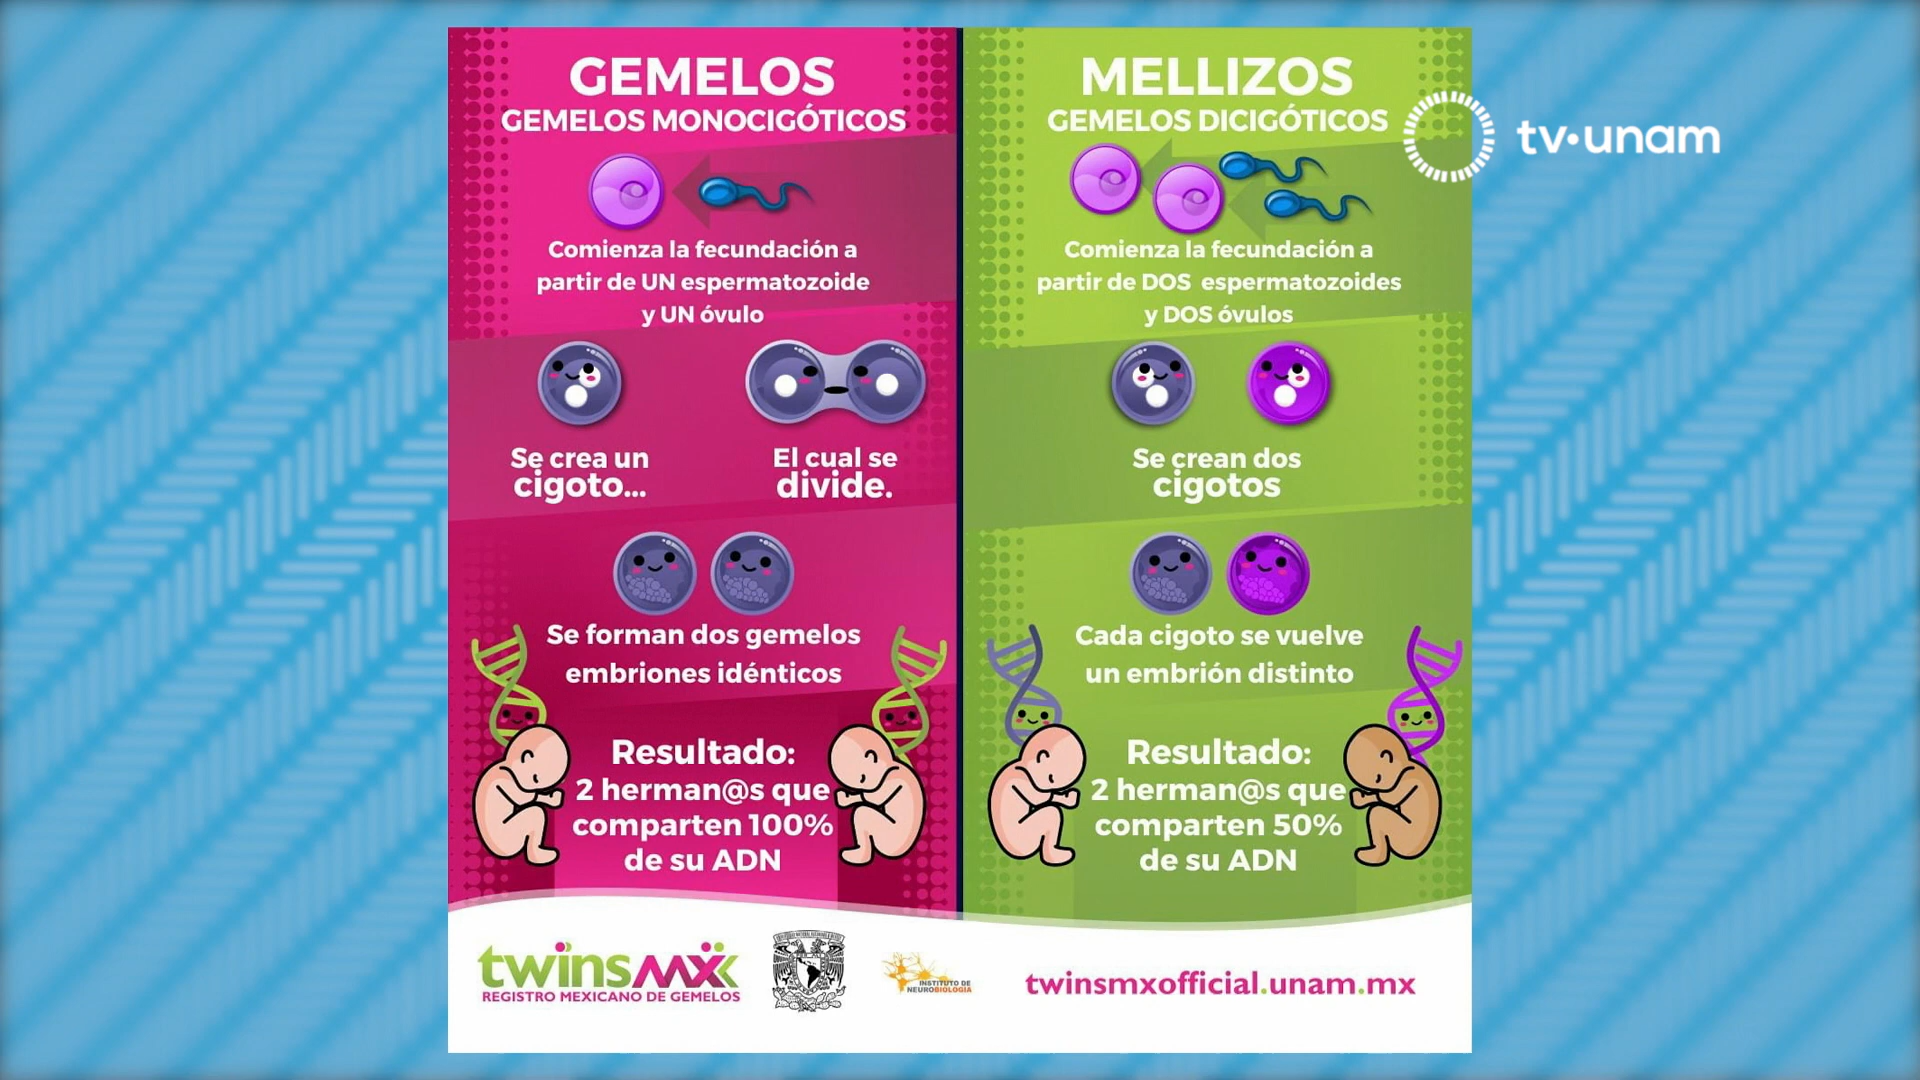 GEMELOS
GEMELOS MONOCIGÓTICOS
Comienza la fecundación a
partir de UN espermatozoide
y UN óvulo
Se crea un
cigoto...
El cual se
divide.
Se forman dos gemelos
embriones idénticos
Resultado:
2 herman@s que
comparten 100%
de su ADN
MELLIZOS
GEMELOS DICIGÓTICOS
Comienza la fecundación a
partir de DOS espermatozoides
y DOS óvulos
Se crean dos
cigotos
Cada cigoto se vuelve
un embrión distinto
Resultado:
2 herman@s que
comparten 50%
de su ADN
tv·unam
twinsmx
REGISTRO MEXICANO DE GEMELOS
INSTITUTO DE
NEUROBIOLOGIA
twinsmxofficial.unam.mx